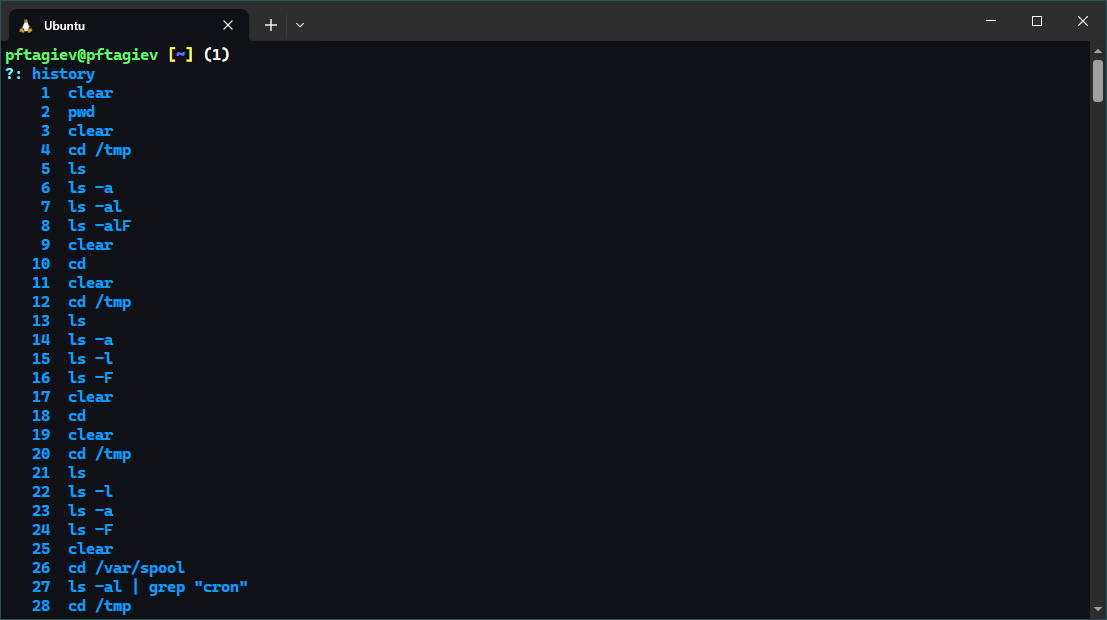 Ubuntu
pftagiev@pftagiev [~] (1)
?: history
1 clear
2 pwd
3 clear
4 cd /tmp
5 ls
6 ls -a
7 ls -al
8 ls -alF
9 clear
10 cd
11 clear
12 cd /tmp
13 ls
14 ls -a
15 ls -l
16 ls -F
17 clear
18 cd
19 clear
20 cd /tmp
21 ls
22 ls -l
23 ls -a
24 ls -F
25 clear
26 cd /var/spool
27 ls -al | grep "cron"
28 cd /tmp